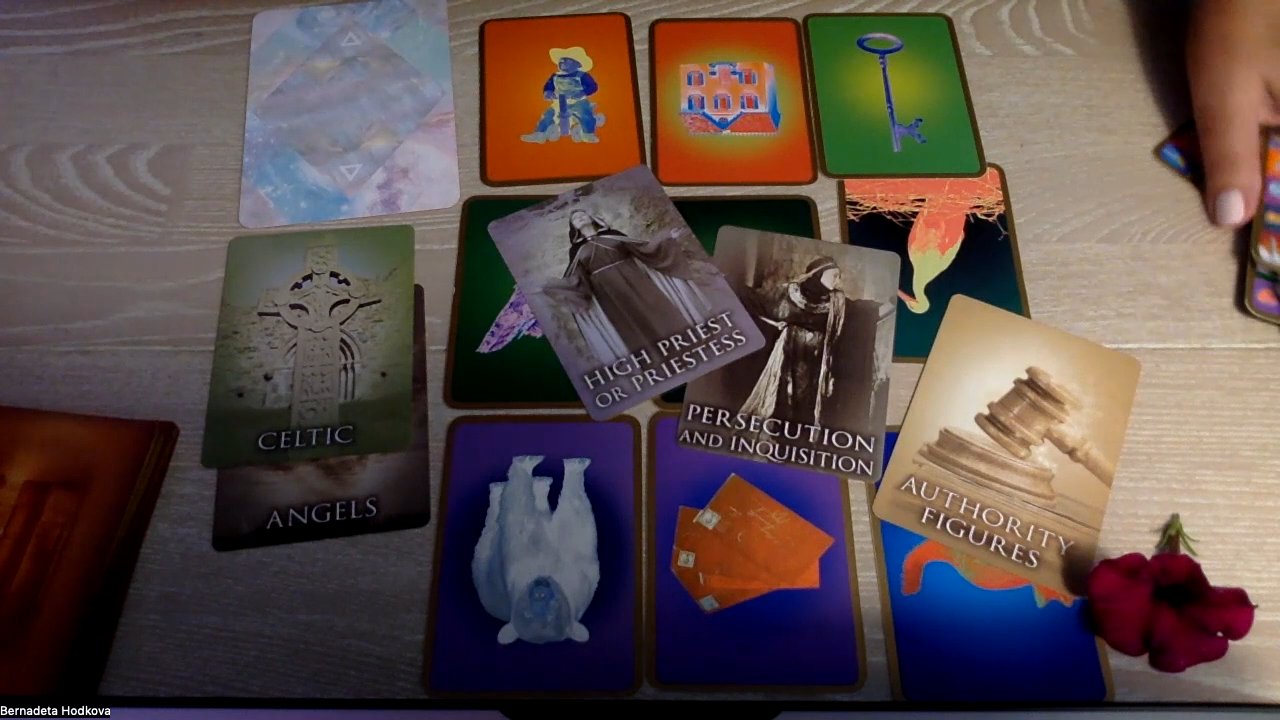 HIGH PRIEST
OR PRIESTESS
PERSECUTION
AND INQUISITION
CELTIC
ANGELS
AUTHORITY
FIGURES
Bernadeta Hodkova